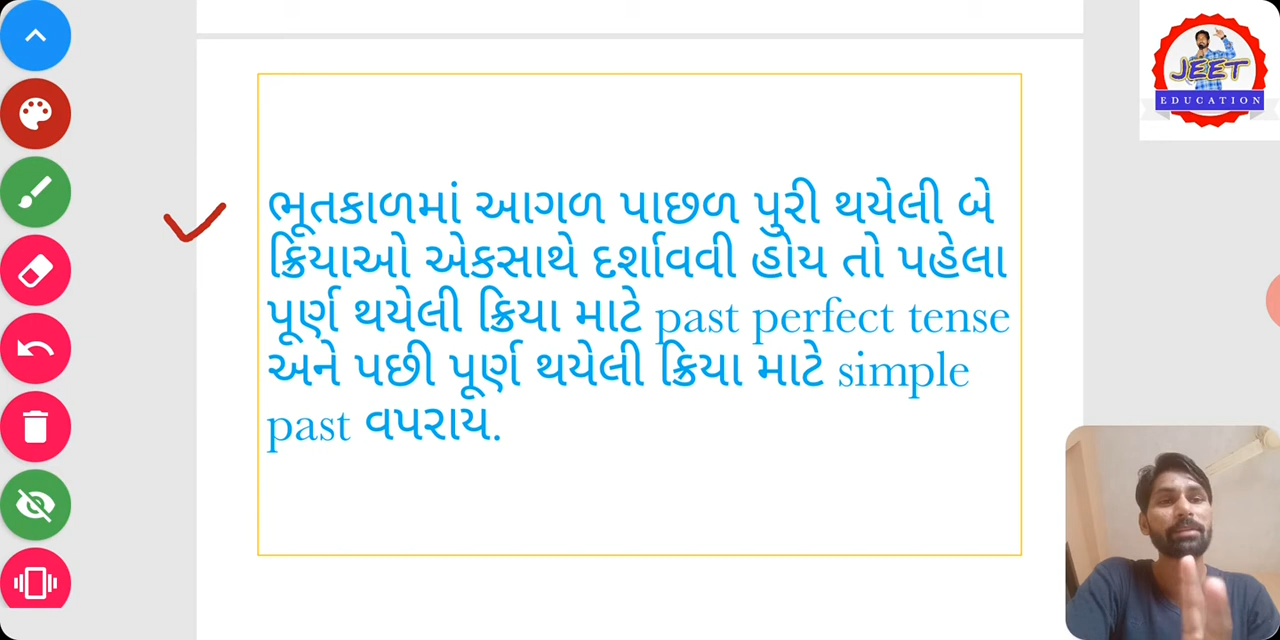 JEET
EDUCATION
ભૂતકાળમાં આગળ પાછળ પુરી થયેલી બે
ક્રિયાઓ એકસાથે દર્શાવવી હોય તો પહેલા
પૂર્ણ થયેલી ક્રિયા માટે past perfect tense
અને પછી પૂર્ણ થયેલી ક્રિયા માટે simple
past વપરાય.